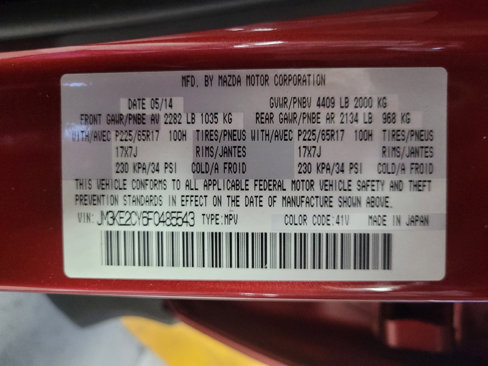 MFD. BY MAZDA MOTOR CORPORATION
DATE 05/14 GVWR/PNBV 4409 LB 2000 KG
FRONT GAWR/PNBE AV 2282 LB 1035 KG REAR GAWR/PNBE AR 2134 LB 968 KG
WITH/AVEC P225/65R17 100H TIRES/PNEUS WITH/AVEC P225/65R17 100H TIRES/PNEUS
17X7J RIMS/JANTES 17X7J RIMS/JANTES
230 KPA/34 PSI COLD/A FROID 230 KPA/34 PSI COLD/A FROID
THIS VEHICLE CONFORMS TO ALL APPLICABLE FEDERAL MOTOR VEHICLE SAFETY AND THEFT
PREVENTION STANDARDS IN EFFECT ON THE DATE OF MANUFACTURE SHOWN ABOVE.
VIN: JM3KE2CY6F0485543 TYPE:MPV COLOR CODE:41V MADE IN JAPAN